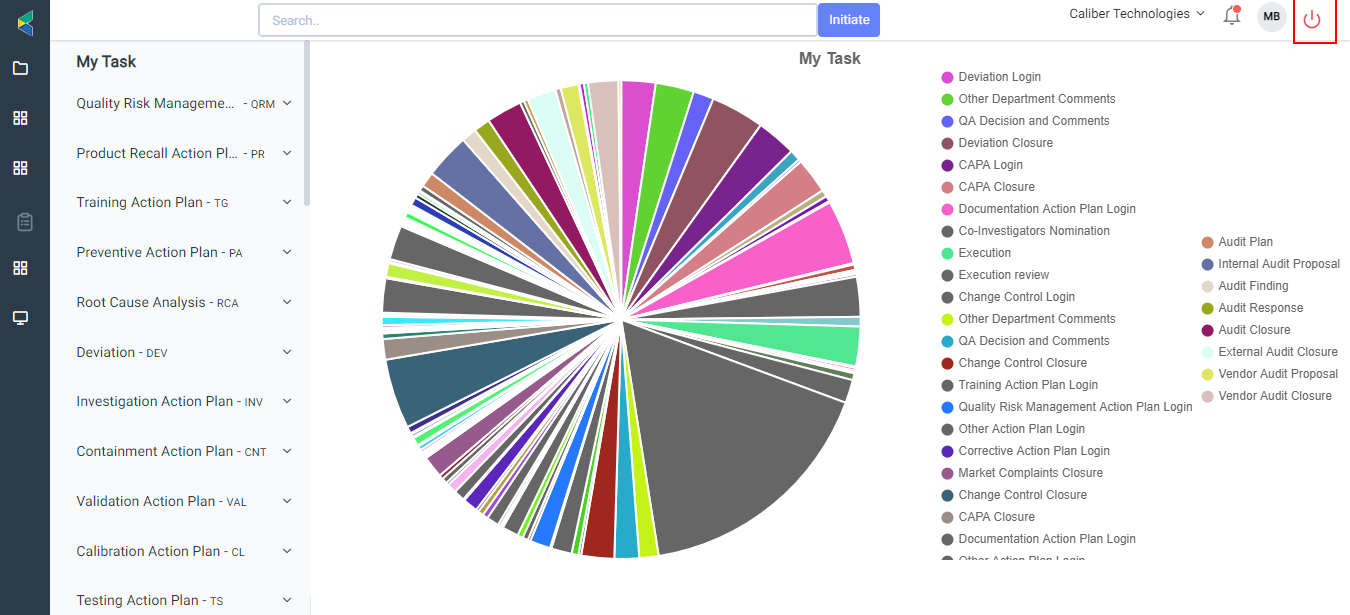 Search..
Initiate
Caliber Technologies
MB
My Task
Quality Risk Manageme... - QRM
Product Recall Action Pl... - PR
Training Action Plan - TG
Preventive Action Plan - PA
Root Cause Analysis - RCA
Deviation - DEV
Investigation Action Plan - INV
Containment Action Plan - CNT
Validation Action Plan - VAL
Calibration Action Plan - CL
Testing Action Plan - TS
My Task
Deviation Login
Other Department Comments
QA Decision and Comments
Deviation Closure
CAPA Login
CAPA Closure
Documentation Action Plan Login
Co-Investigators Nomination
Execution
Execution review
Change Control Login
Other Department Comments
QA Decision and Comments
Change Control Closure
Training Action Plan Login
Quality Risk Management Action Plan Login
Other Action Plan Login
Corrective Action Plan Login
Market Complaints Closure
Change Control Closure
CAPA Closure
Documentation Action Plan Login
Other Action Plan Login
Audit Plan
Internal Audit Proposal
Audit Finding
Audit Response
Audit Closure
External Audit Closure
Vendor Audit Proposal
Vendor Audit Closure